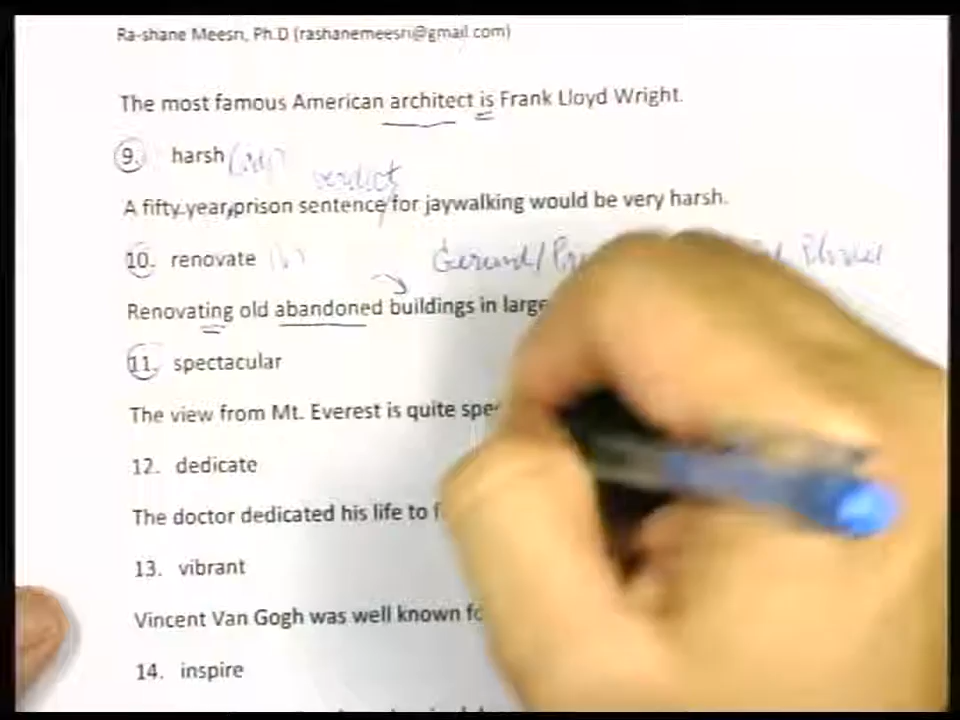 Ra-shane Meesri, Ph.D (rashanemeesri@gmail.com)
The most famous American architect is Frank Lloyd Wright.
9. harsh (adj)
verdict
A fifty-year prison sentence for jaywalking would be very harsh.
10. renovate (v)
Gerund/
Renovating old abandoned buildings in large
11. spectacular
The view from Mt. Everest is quite spe
12. dedicate
The doctor dedicated his life to f
13. vibrant
Vincent Van Gogh was well known fo
14. inspire